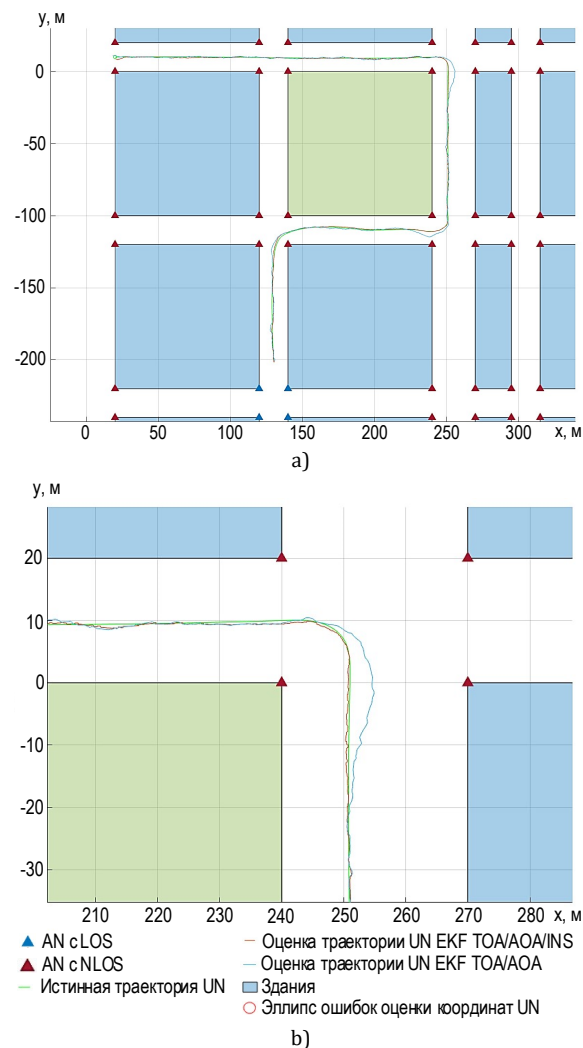 y, м
0
-50
-100
-150
-200
0 50 100 150 200 250 300
x, м
a)
y, м
20
10
0
-10
-20
-30
210 220 230 240 250 260 270 280
x, м
AN с LOS
AN с NLOS
Истинная траектория UN
Оценка траектории UN EKF TOA/AOA/INS
Оценка траектории UN EKF TOA/AOA
Здания
Эллипс ошибок оценки координат UN
b)